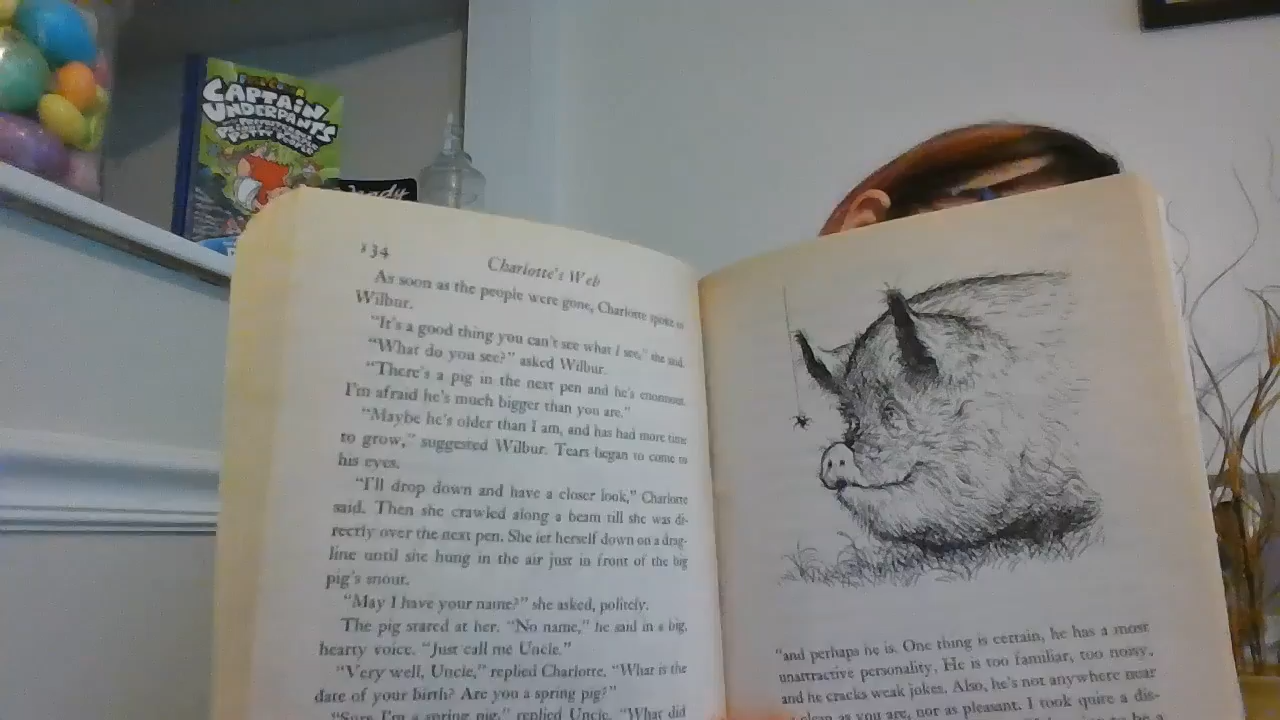 CAPTAIN
UNDERPANTS
134
Charlotte's Web
As soon as the people were gone, Charlotte spoke to
Wilbur.
"It's a good thing you can't see what I see," she said.
"What do you see?" asked Wilbur.
"There's a pig in the next pen and he's enormous.
I'm afraid he's much bigger than you are."
"Maybe he's older than I am, and has had more time
to grow," suggested Wilbur. Tears began to come to
his eyes.
"I'll drop down and have a closer look," Charlotte
said. Then she crawled along a beam till she was di-
rectly over the next pen. She let herself down on a drag-
line until she hung in the air just in front of the big
pig's snout.
"May I have your name?" she asked, politely.
The pig stared at her. "No name," he said in a big,
hearty voice. "Just call me Uncle."
"Very well, Uncle," replied Charlotte. "What is the
date of your birth? Are you a spring pig?"
"Sure I'm a spring pig," replied Uncle. "What did
"and perhaps he is. One thing is certain, he has a most
unattractive personality. He is too familiar, too noisy,
and he cracks weak jokes. Also, he's not anywhere near
clean as you are, nor as pleasant. I took quite a dis-